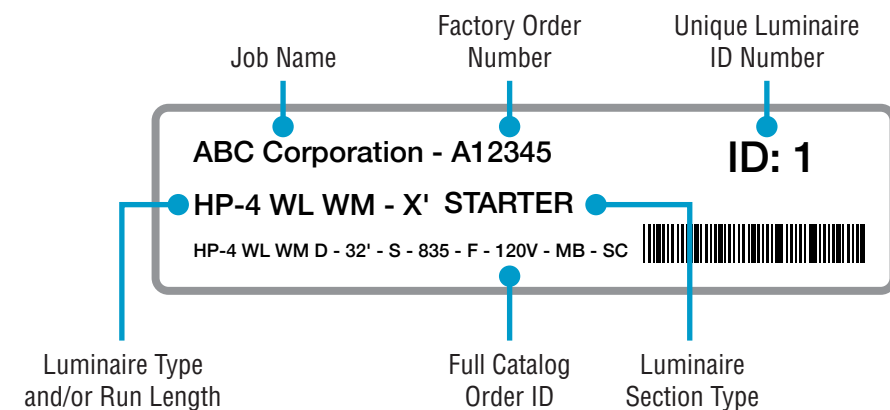 Job Name
Factory Order
Number
Unique Luminaire
ID Number
ABC Corporation - A12345
ID: 1
HP-4 WL WM - X' STARTER
HP-4 WL WM D - 32' - S - 835 - F - 120V - MB - SC
Luminaire Type
and/or Run Length
Full Catalog
Order ID
Luminaire
Section Type